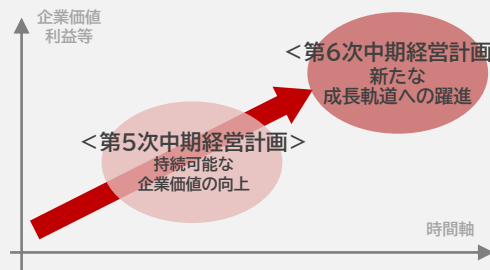 企業価値
利益等
＜第6次中期経営計画
新たな
成長軌道への躍進
＜第5次中期経営計画＞
持続可能な
企業価値の向上
時間軸